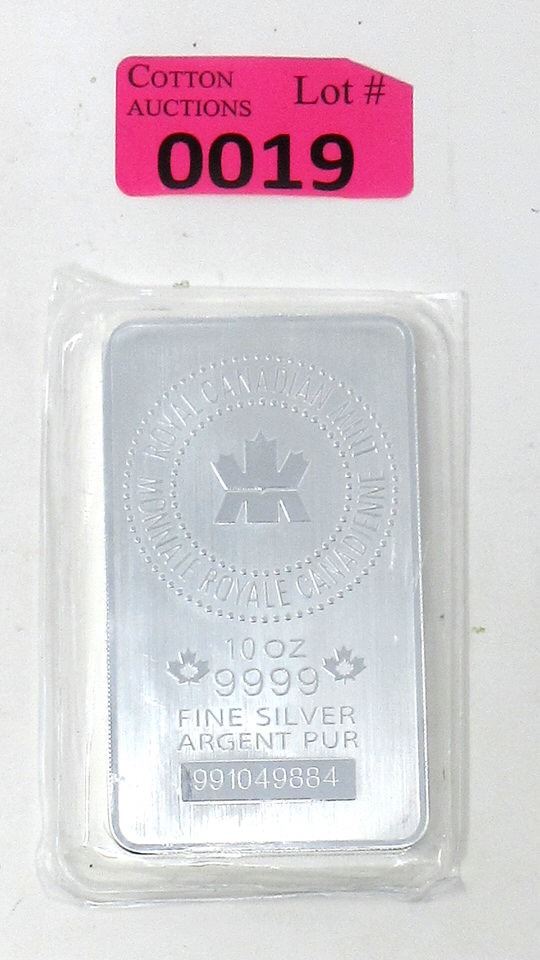 COTTON
AUCTIONS
Lot #
0019
ROYAL CANADIAN MINT
MONNAIE ROYALE CANADIENNE
10 OZ
9999
FINE SILVER
ARGENT PUR
991049884